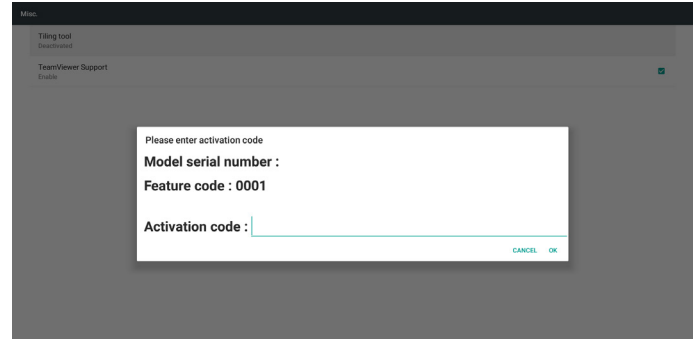 Misc.
Tiling tool
Deactivated
TeamViewer Support
Enable
Please enter activation code
Model serial number :
Feature code : 0001
Activation code :
CANCEL OK